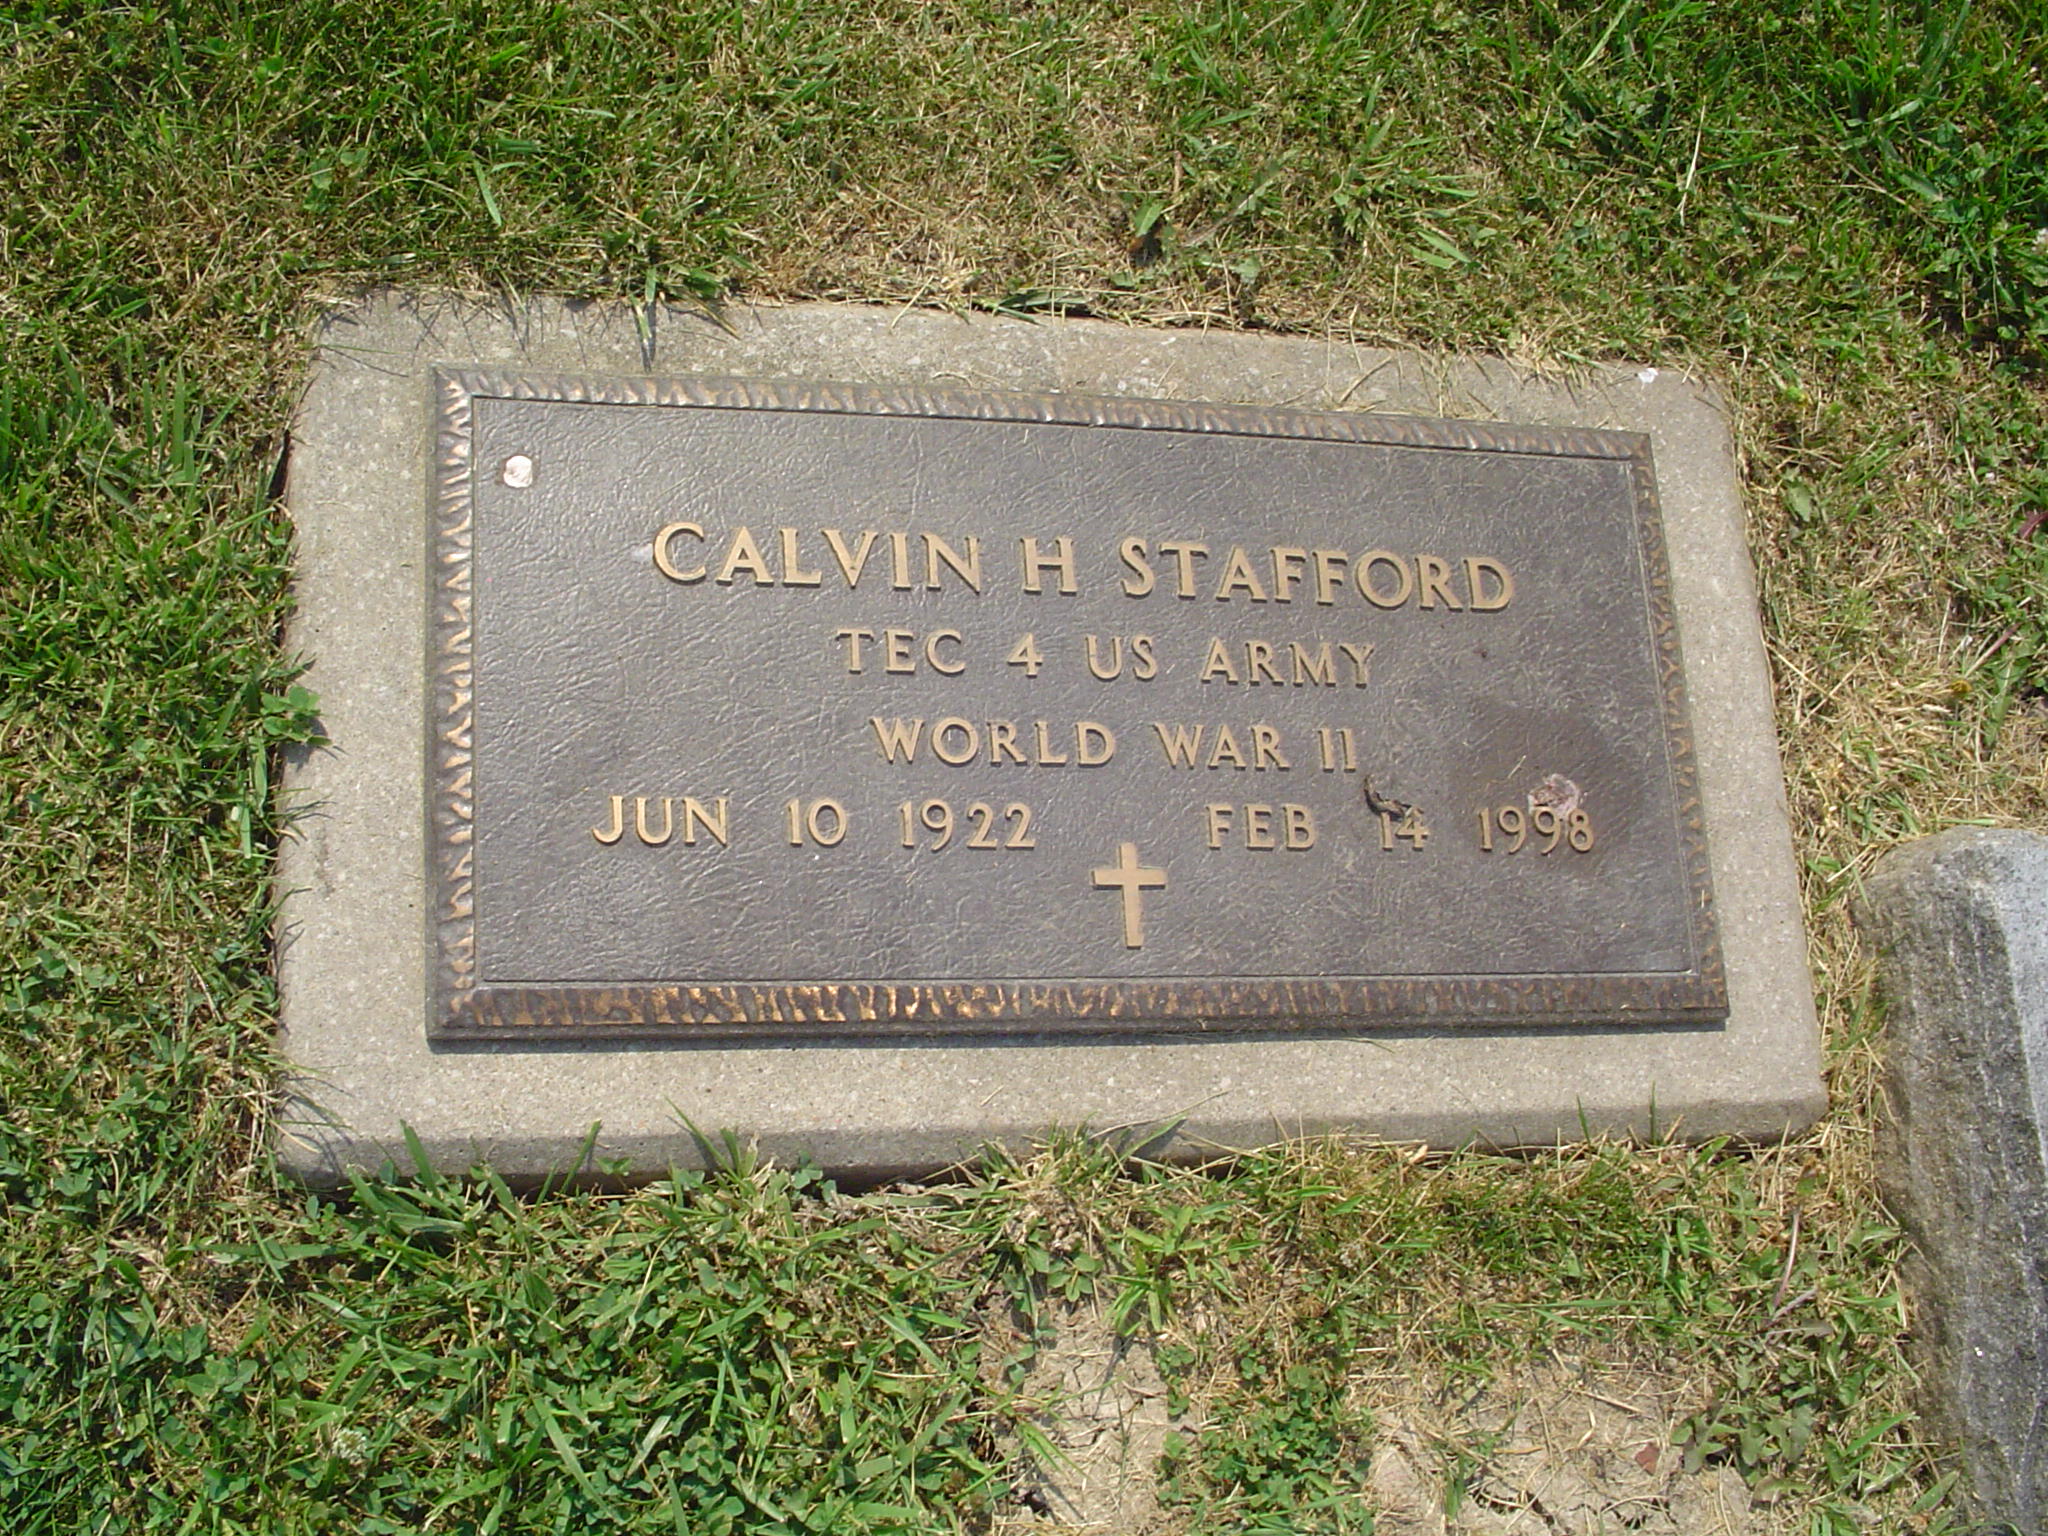 CALVIN H STAFFORD
TEC 4 US ARMY
WORLD WAR II
JUN 10 1922 FEB 14 1998